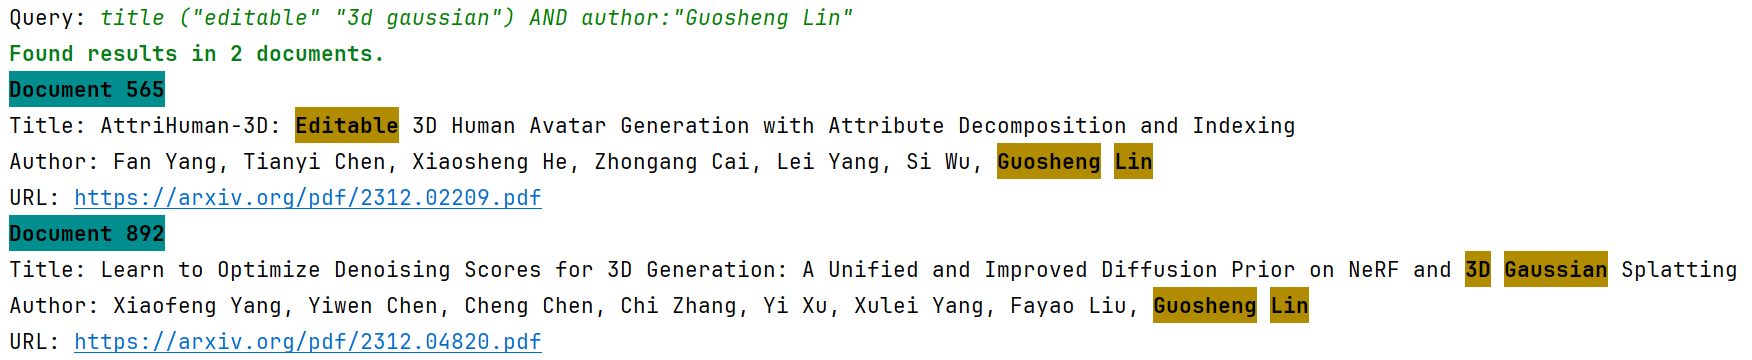 Query: title ("editable" "3d gaussian") AND author:"Guosheng Lin"
Found results in 2 documents.
Document 565
Title: AttriHuman-3D: Editable 3D Human Avatar Generation with Attribute Decomposition and Indexing
Author: Fan Yang, Tianyi Chen, Xiaosheng He, Zhongang Cai, Lei Yang, Si Wu, Guosheng Lin
URL: https://arxiv.org/pdf/2312.02209.pdf
Document 892
Title: Learn to Optimize Denoising Scores for 3D Generation: A Unified and Improved Diffusion Prior on NeRF and 3D Gaussian Splatting
Author: Xiaofeng Yang, Yiwen Chen, Cheng Chen, Chi Zhang, Yi Xu, Xulei Yang, Fayao Liu, Guosheng Lin
URL: https://arxiv.org/pdf/2312.04820.pdf